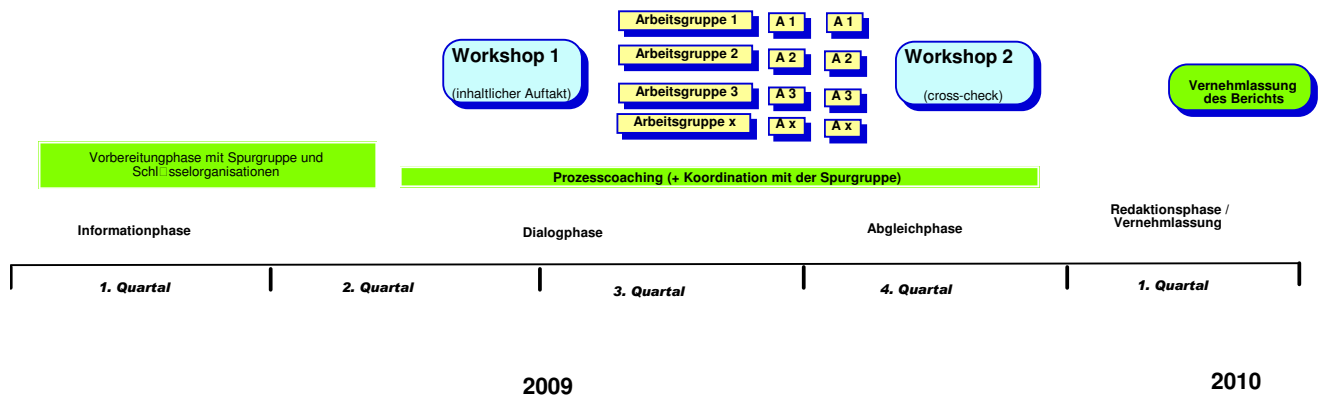 Arbeitsgruppe 1 A 1 A 1
Workshop 1
(inhaltlicher Auftakt)
Arbeitsgruppe 2 A 2 A 2
Arbeitsgruppe 3 A 3 A 3
Arbeitsgruppe x A x A x
Workshop 2
(cross-check)
Vernehmlassung
des Berichts
Vorbereitungphase mit Spurgruppe und
Schl□sselorganisationen
Prozesscoaching (+ Koordination mit der Spurgruppe)
Informationphase
Dialogphase
Abgleichphase
Redaktionsphase /
Vernehmlassung
1. Quartal 2. Quartal 3. Quartal 4. Quartal 1. Quartal
2009 2010